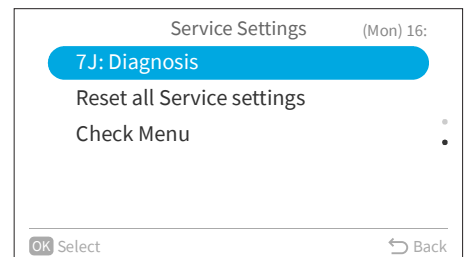 Service Settings (Mon) 16:
7J: Diagnosis
Reset all Service settings
Check Menu
OK Select Back